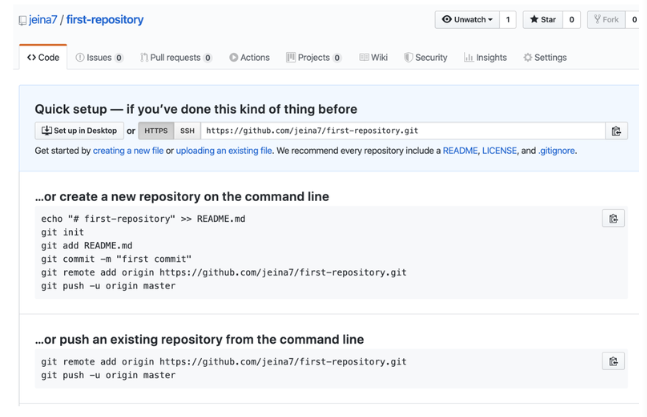 jeina7 / first-repository
Unwatch 1 Star 0 Fork 0
Code Issues 0 Pull requests 0 Actions Projects 0 Wiki Security Insights Settings
Quick setup — if you’ve done this kind of thing before
Set up in Desktop or HTTPS SSH https://github.com/jeina7/first-repository.git
Get started by creating a new file or uploading an existing file. We recommend every repository include a README, LICENSE, and .gitignore.
…or create a new repository on the command line
echo "# first-repository" >> README.md
git init
git add README.md
git commit -m "first commit"
git remote add origin https://github.com/jeina7/first-repository.git
git push -u origin master
…or push an existing repository from the command line
git remote add origin https://github.com/jeina7/first-repository.git
git push -u origin master